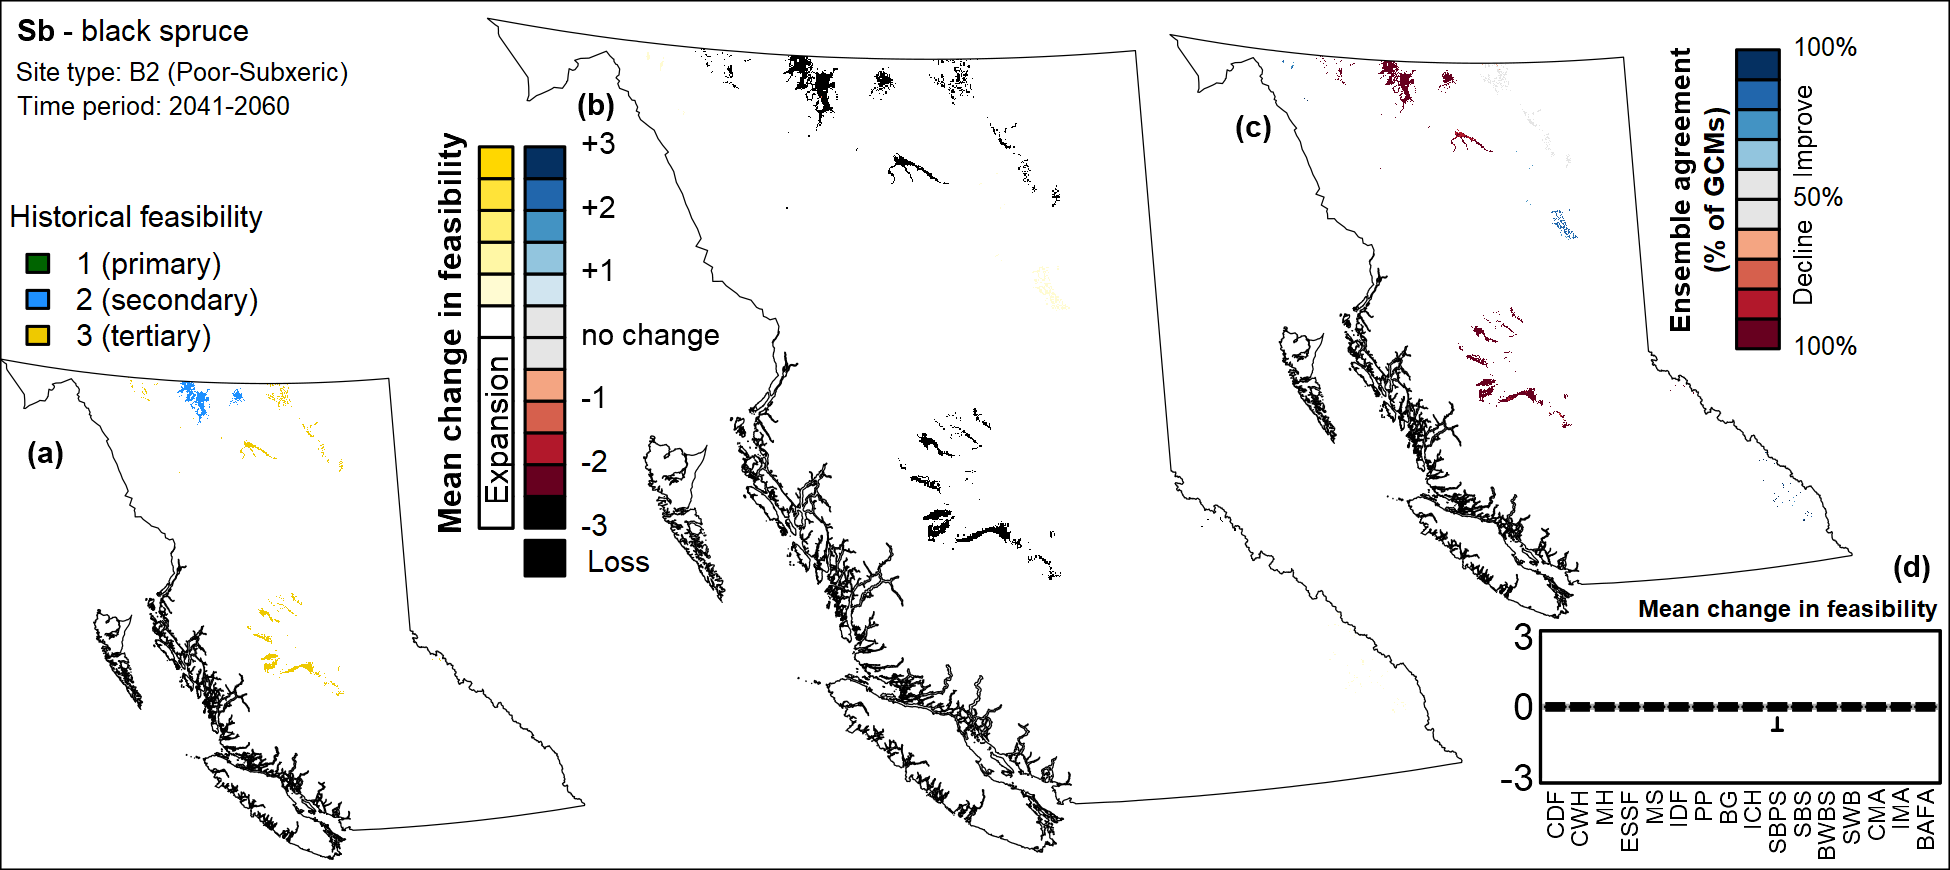 Sb - black spruce
Site type: B2 (Poor-Subxeric)
Time period: 2041-2060
Historical feasibility
1 (primary)
2 (secondary)
3 (tertiary)
(a)
(b)
Mean change in feasibility
Expansion
+3
+2
+1
no change
-1
-2
-3
Loss
(c)
Ensemble agreement
(% of GCMs)
Improve
Decline
100%
50%
100%
(d)
Mean change in feasibility
3
0
-3
CDF
CWH
MH
ESSF
MS
IDF
PP
BG
ICH
SBPS
SBS
BWBS
SWB
CMA
IMA
BAFA